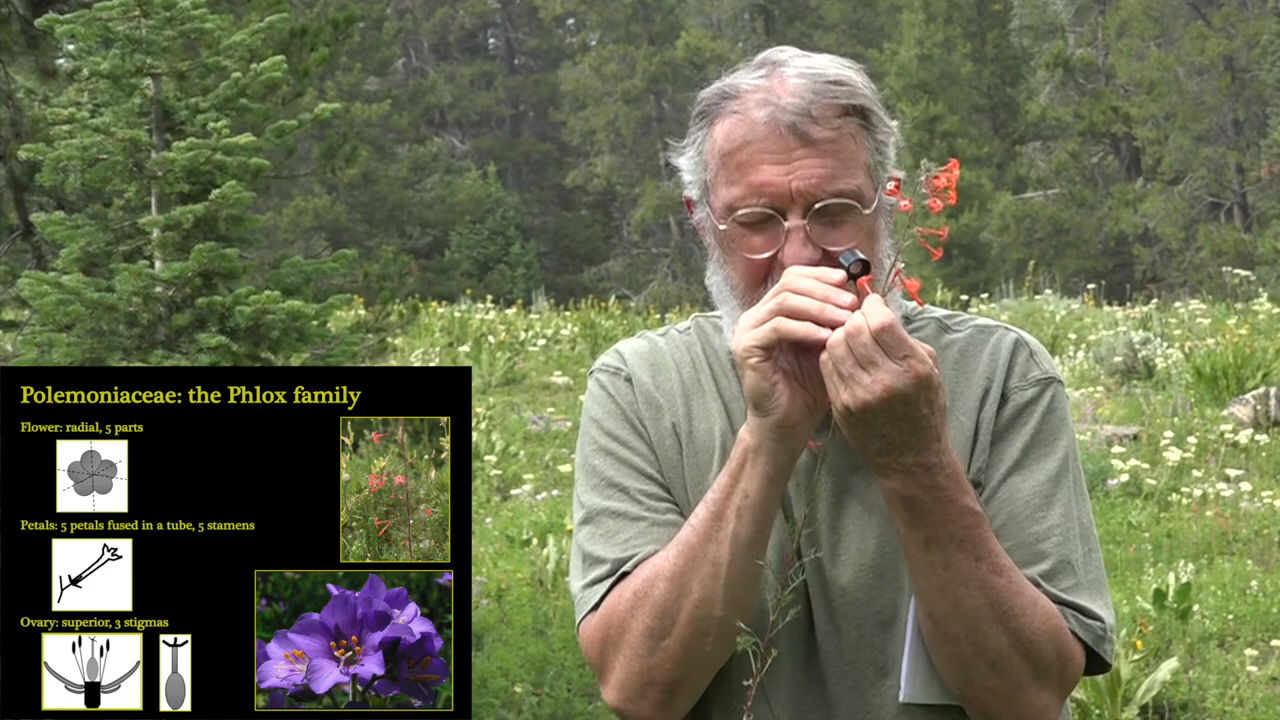 Polemoniaceae: the Phlox family
Flower: radial, 5 parts
Petals: 5 petals fused in a tube, 5 stamens
Ovary: superior, 3 stigmas